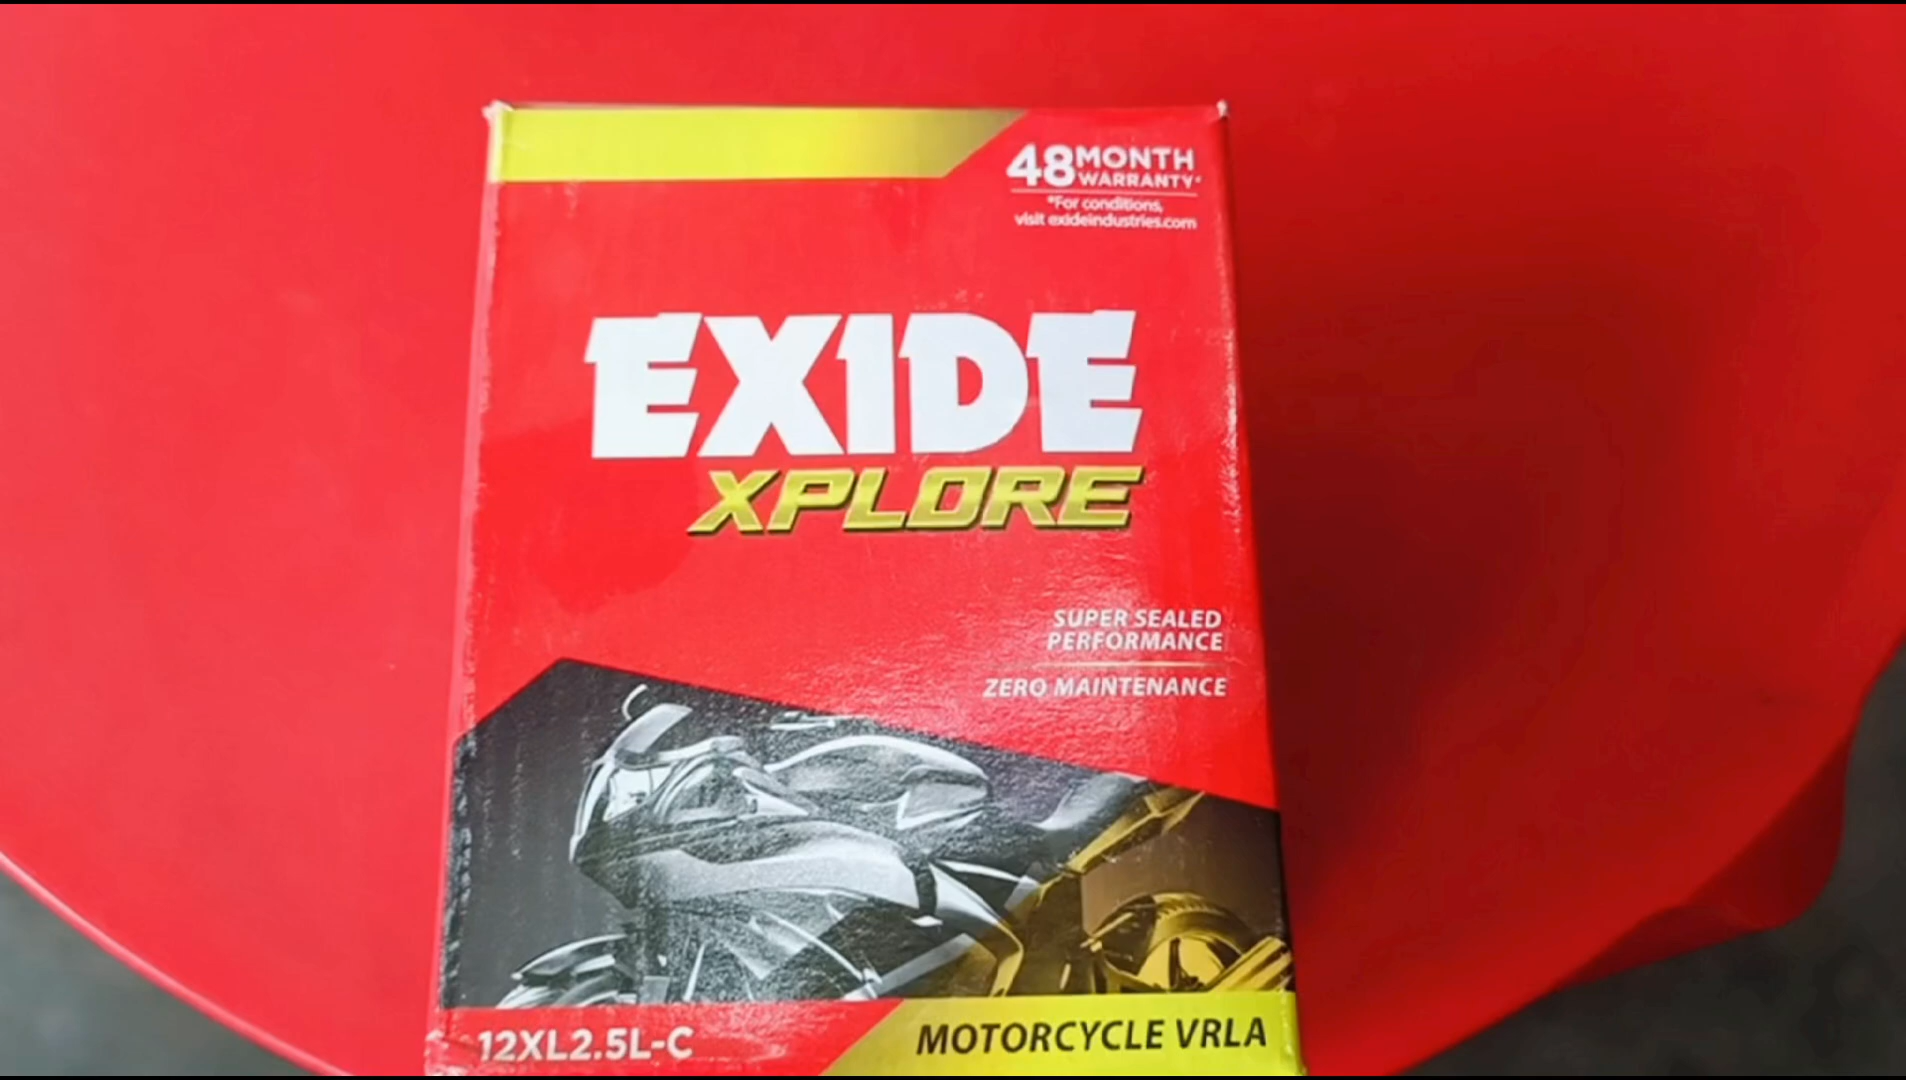 48 MONTH
WARRANTY*
*For conditions,
visit exideindustries.com
EXIDE
XPLORE
SUPER SEALED
PERFORMANCE
ZERO MAINTENANCE
12XL2.5L-C
MOTORCYCLE VRLA